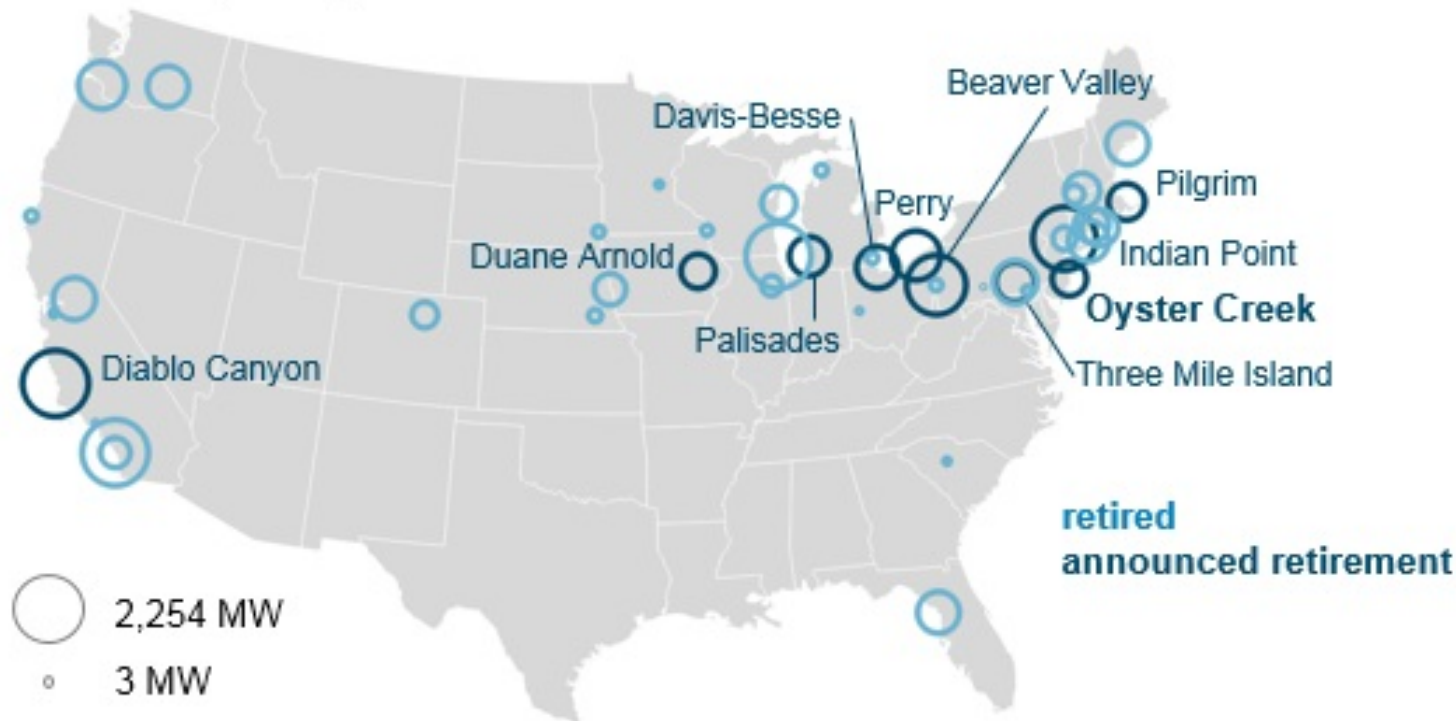 Beaver Valley
Davis-Besse
Pilgrim
Perry
Duane Arnold
Indian Point
Oyster Creek
Palisades
Diablo Canyon
Three Mile Island
retired
announced retirement
2,254 MW
3 MW